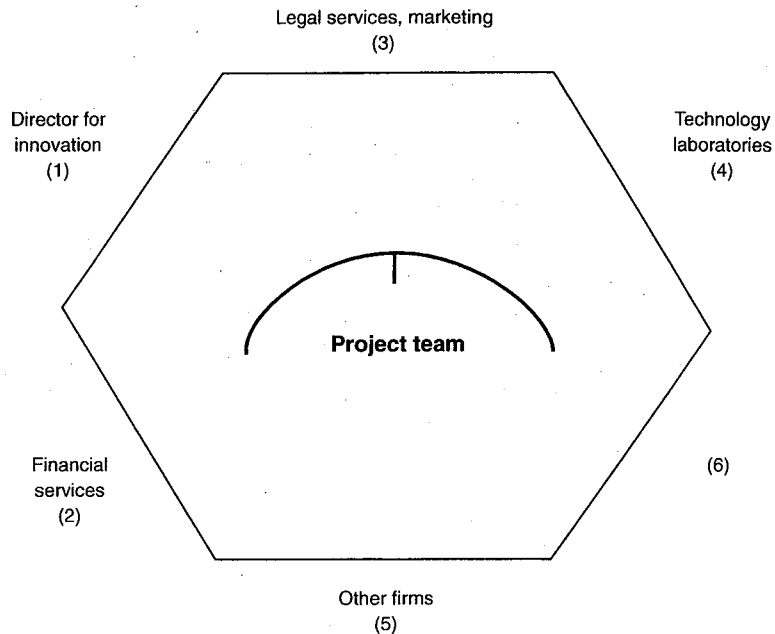 Legal services, marketing
(3)
Director for
innovation
(1)
Technology
laboratories
(4)
Project team
Financial
services
(2)
(6)
Other firms
(5)